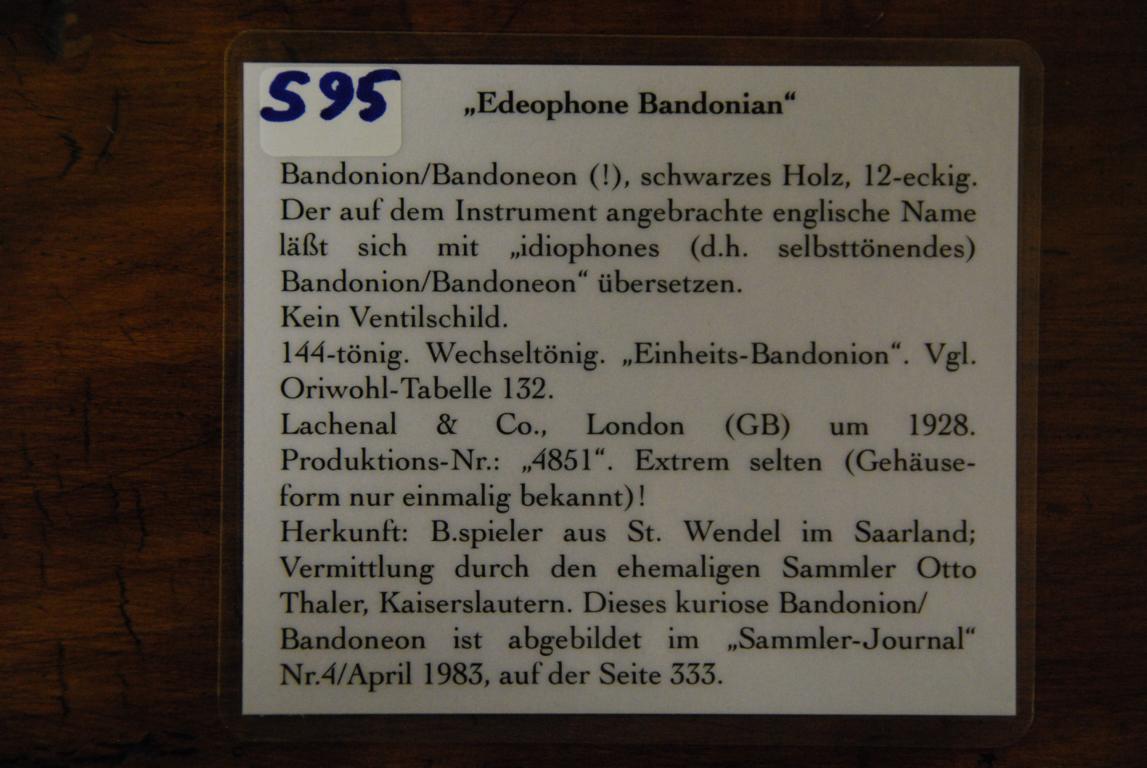 S95
„Edeophone Bandonian“
Bandonion/Bandoneon (!), schwarzes Holz, 12-eckig.
Der auf dem Instrument angebrachte englische Name
läßt sich mit „idiophones (d.h. selbsttönendes)
Bandonion/Bandoneon“ übersetzen.
Kein Ventilschild.
144-tönig. Wechseltönig. „Einheits-Bandonion“. Vgl.
Oriwohl-Tabelle 132.
Lachenal & Co., London (GB) um 1928.
Produktions-Nr.: „4851“. Extrem selten (Gehäuse-
form nur einmalig bekannt)!
Herkunft: B.spieler aus St. Wendel im Saarland;
Vermittlung durch den ehemaligen Sammler Otto
Thaler, Kaiserslautern. Dieses kuriose Bandonion/
Bandoneon ist abgebildet im „Sammler-Journal“
Nr.4/April 1983, auf der Seite 333.